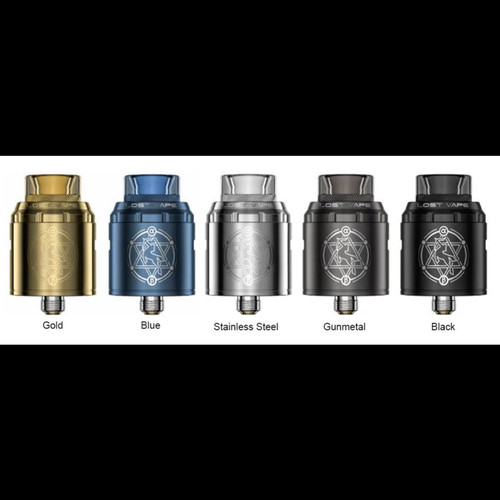 LOST VAPE
LOST VAPE
LOST VAPE
LOST VAPE
LOST VAPE
Gold
Blue
Stainless Steel
Gunmetal
Black